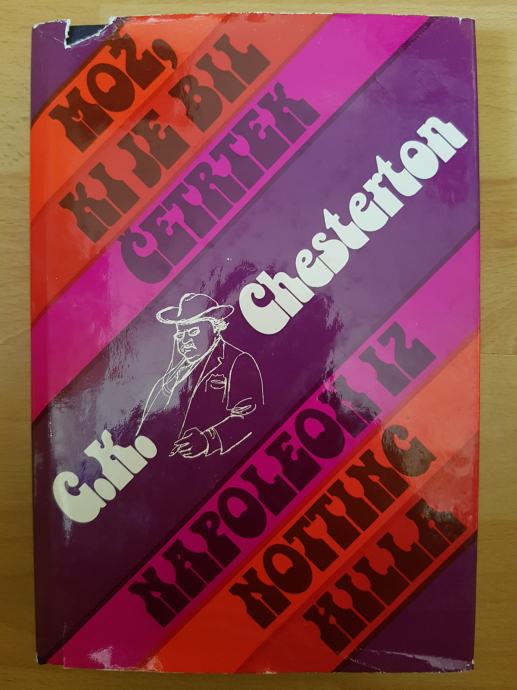 MOŽ,
KI JE BIL
ČETRTEK
G.K. Chesterton
NAPOLEON IZ
NOTTING
HILLA